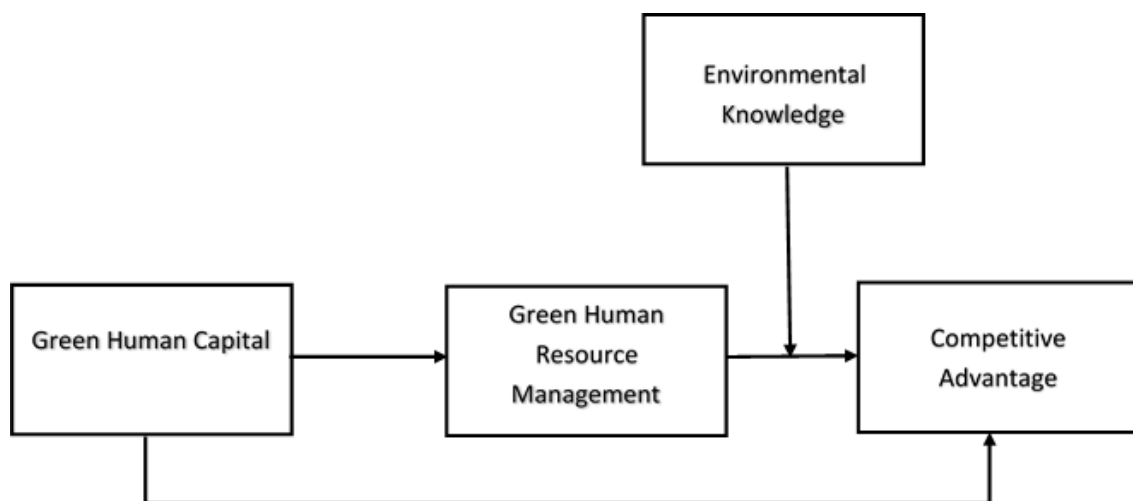 Environmental
Knowledge
Green Human Capital
Green Human
Resource
Management
Competitive
Advantage